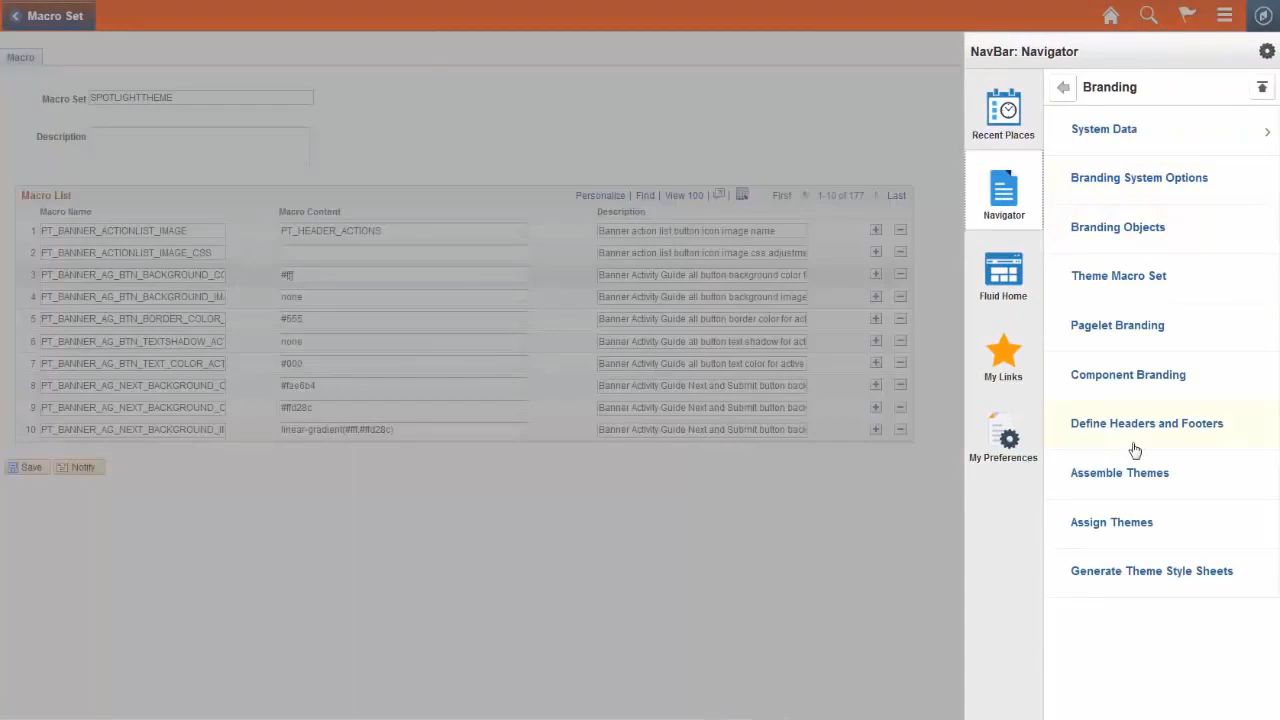 Macro Set
Macro
Macro Set SPOTLIGHTTHEME
Description
Macro List Personalize | Find | View 100 | First 1-10 of 177 Last
Macro Name Macro Content Description
1 PT_BANNER_ACTIONLIST_IMAGE PT_HEADER_ACTIONS Banner action list button icon image name
2 PT_BANNER_ACTIONLIST_IMAGE_CSS Banner action list button icon image css adjustme
3 PT_BANNER_AG_BTN_BACKGROUND_CO #fff Banner Activity Guide all button background color f
4 PT_BANNER_AG_BTN_BACKGROUND_IM none Banner Activity Guide all button background image
5 PT_BANNER_AG_BTN_BORDER_COLOR_ #555 Banner Activity Guide all button border color for act
6 PT_BANNER_AG_BTN_TEXTSHADOW_AC none Banner Activity Guide all button text shadow for ac
7 PT_BANNER_AG_BTN_TEXT_COLOR_ACT #000 Banner Activity Guide all button text color for active
8 PT_BANNER_AG_NEXT_BACKGROUND_C #fae6b4 Banner Activity Guide Next and Submit button back
9 PT_BANNER_AG_NEXT_BACKGROUND_C #ffd28c Banner Activity Guide Next and Submit button back
10 PT_BANNER_AG_NEXT_BACKGROUND_II linear-gradient(#fff,#ffd28c) Banner Activity Guide Next and Submit button back
Save Notify
NavBar: Navigator
Recent Places
Navigator
Fluid Home
My Links
My Preferences
Branding
System Data
Branding System Options
Branding Objects
Theme Macro Set
Pagelet Branding
Component Branding
Define Headers and Footers
Assemble Themes
Assign Themes
Generate Theme Style Sheets